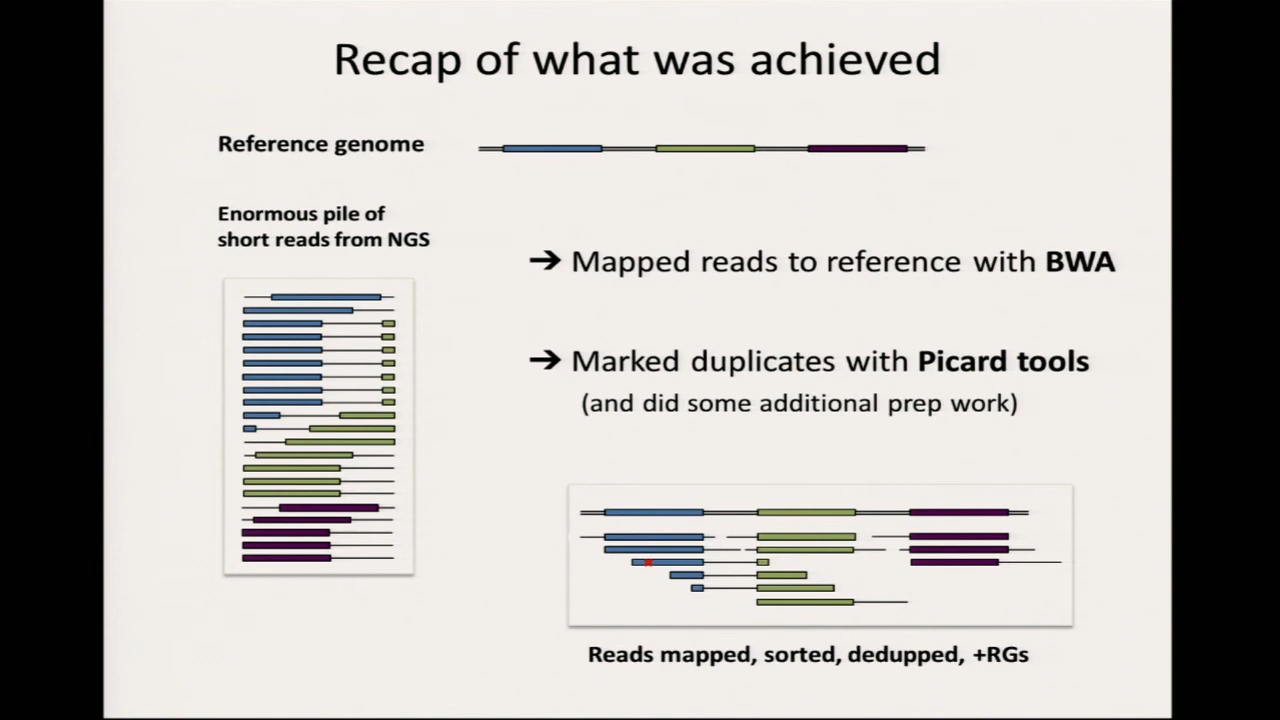 Recap of what was achieved
Reference genome
Enormous pile of
short reads from NGS
➔ Mapped reads to reference with BWA
➔ Marked duplicates with Picard tools
(and did some additional prep work)
Reads mapped, sorted, dedupped, +RGs